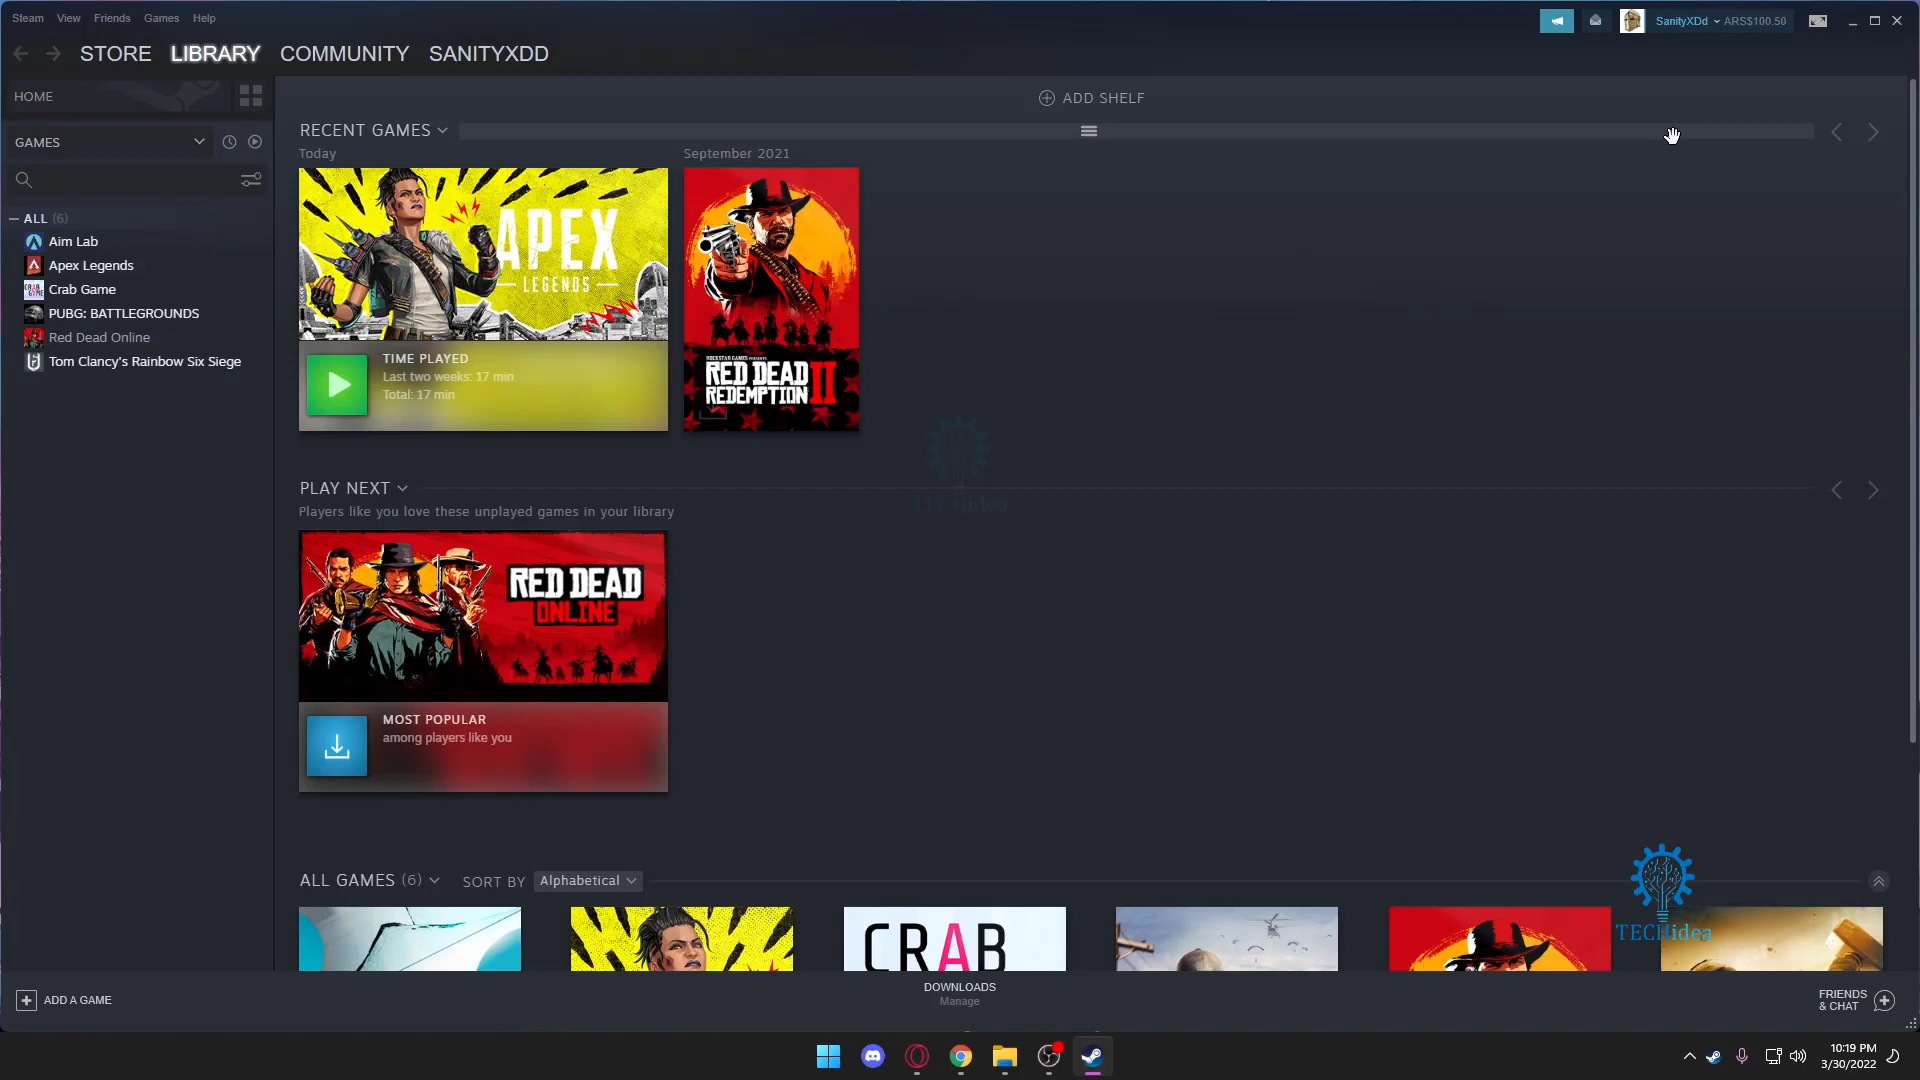 Steam View Friends Games Help
SanityXDd ARS$100.50
STORE LIBRARY COMMUNITY SANITYXDD
HOME
ADD SHELF
GAMES
RECENT GAMES
Today
September 2021
ALL (6)
Aim Lab
Apex Legends
Crab Game
PUBG: BATTLEGROUNDS
Red Dead Online
Tom Clancy's Rainbow Six Siege
APEX
LEGENDS
TIME PLAYED
Last two weeks: 17 min
Total: 17 min
ROCKSTAR GAMES PRESENTS
RED DEAD
REDEMPTION II
PLAY NEXT
Players like you love these unplayed games in your library
RED DEAD
ONLINE
MOST POPULAR
among players like you
ALL GAMES (6) SORT BY Alphabetical
CRAB
TECHidea
ADD A GAME
DOWNLOADS
Manage
FRIENDS
& CHAT
10:19 PM
3/30/2022